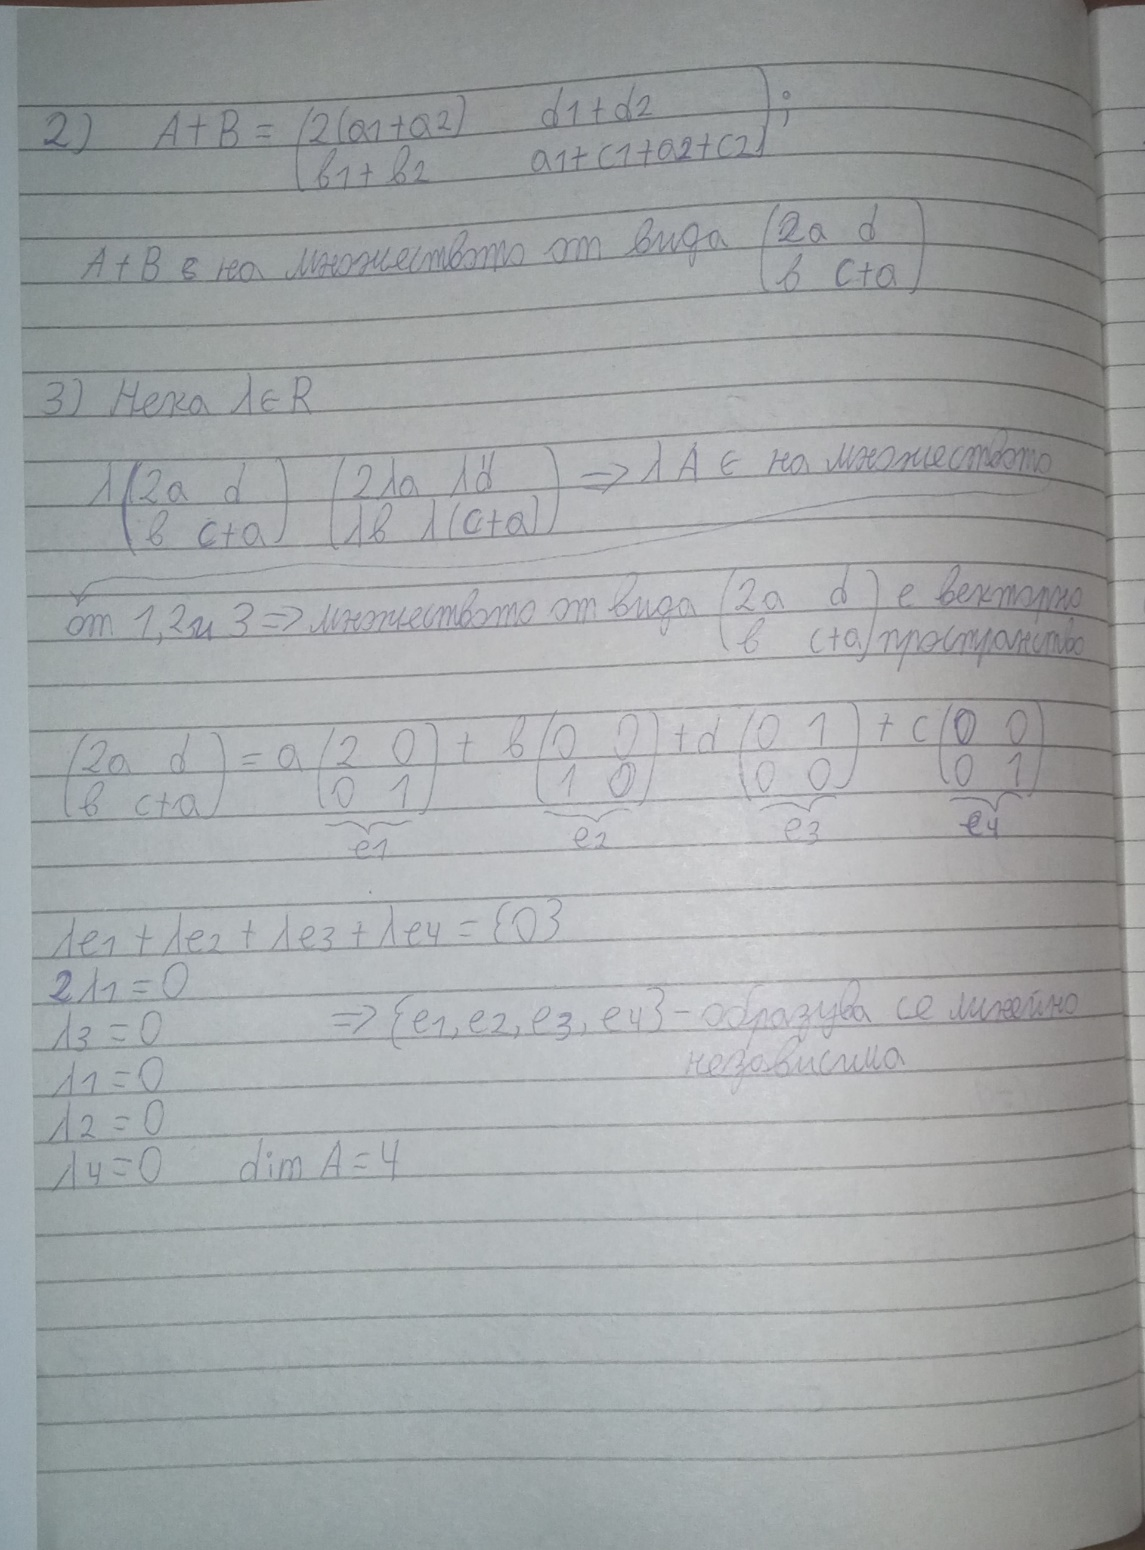 2) A+B = (2(a1+a2) d1+d2
b1+b2 a1+c1+a2+c2);
A+B є на множеството от вида (2a d
b c+a)
3) Нека λ∈R
λ(2a d
b c+a) (2λa λd
λb λ(c+a)) => λA ∈ на множеството
от 1, 2 и 3 => множеството от вида (2a d
b c+a) е векторно
пространство
(2a d
b c+a) = a(2 0
0 1) + b(0 0
1 0) + d(0 1
0 0) + c(0 0
0 1)
e1 e2 e3 e4
λe1 + λe2 + λe3 + λe4 = {0}
2λ1=0
λ3=0 => {e1, e2, e3, e4} - образува се линейно
независима
λ1=0
λ2=0
λ4=0 dim A=4